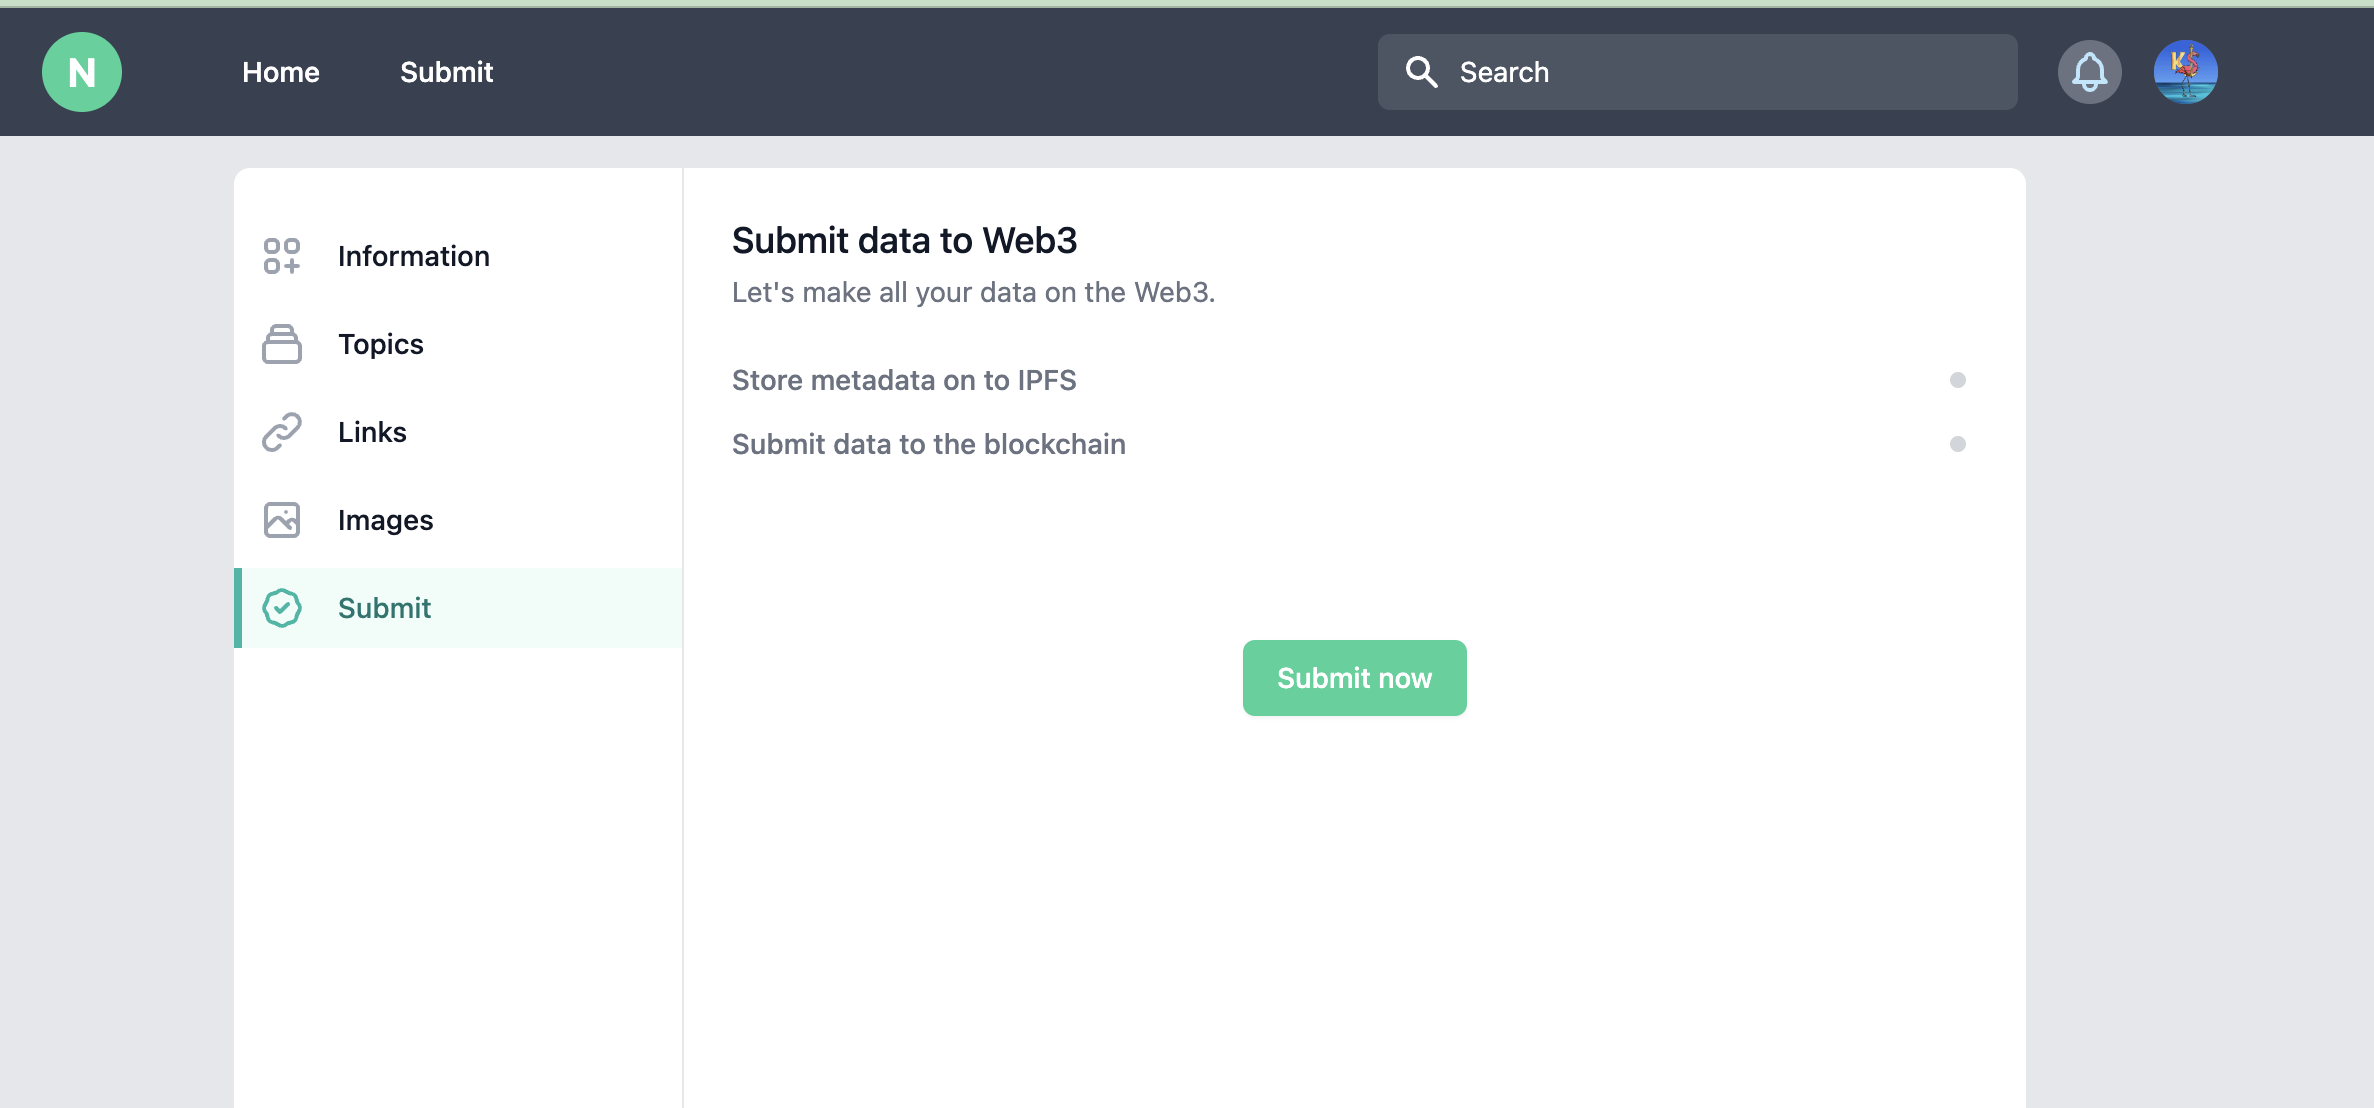 N
Home
Submit
Search
K
Information
Topics
Links
Images
Submit
Submit data to Web3
Let's make all your data on the Web3.
Store metadata on to IPFS
Submit data to the blockchain
Submit now